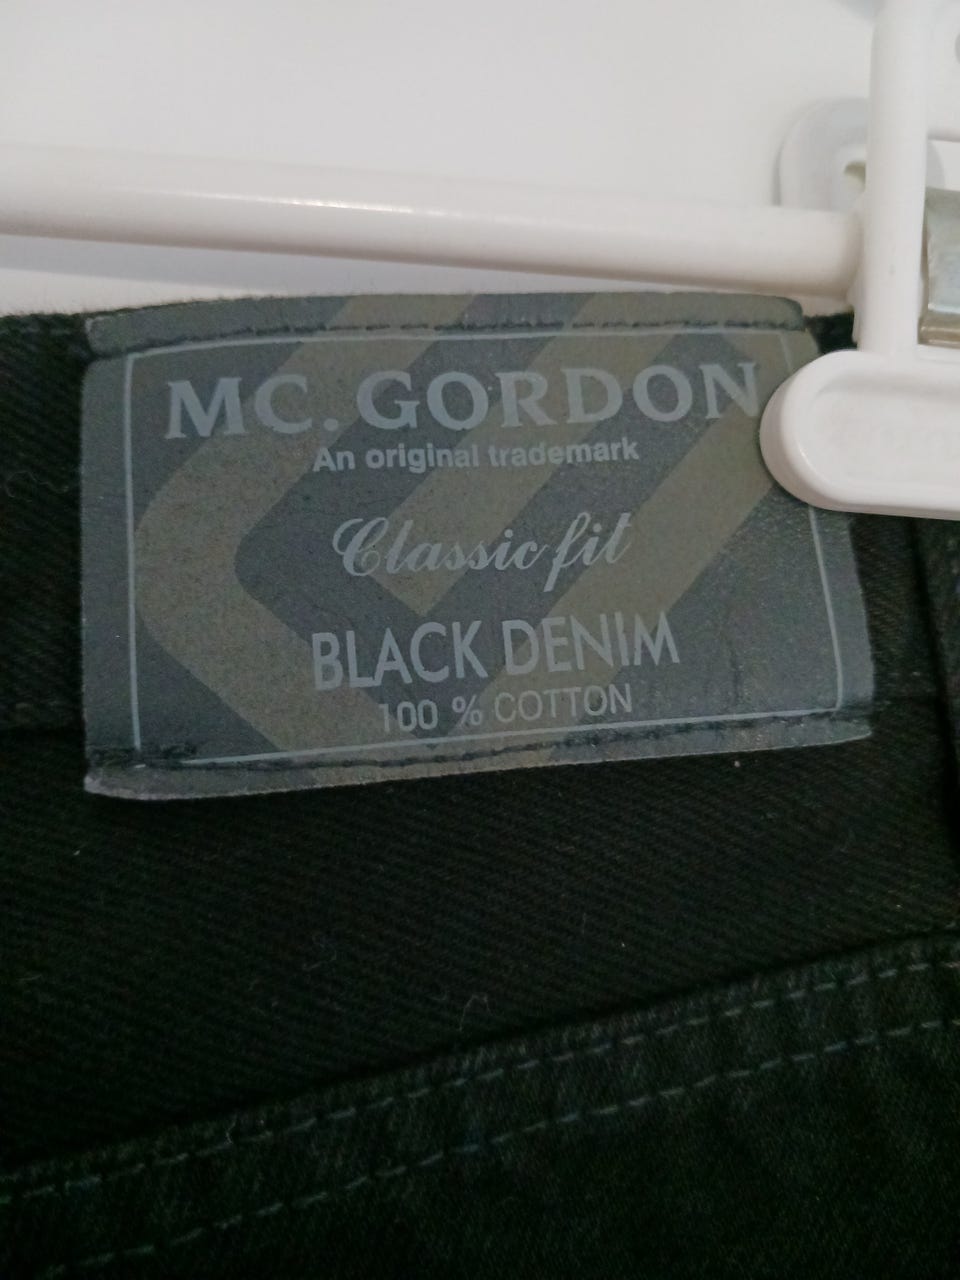 MC. GORDON
An original trademark
Classic fit
BLACK DENIM
100 % COTTON